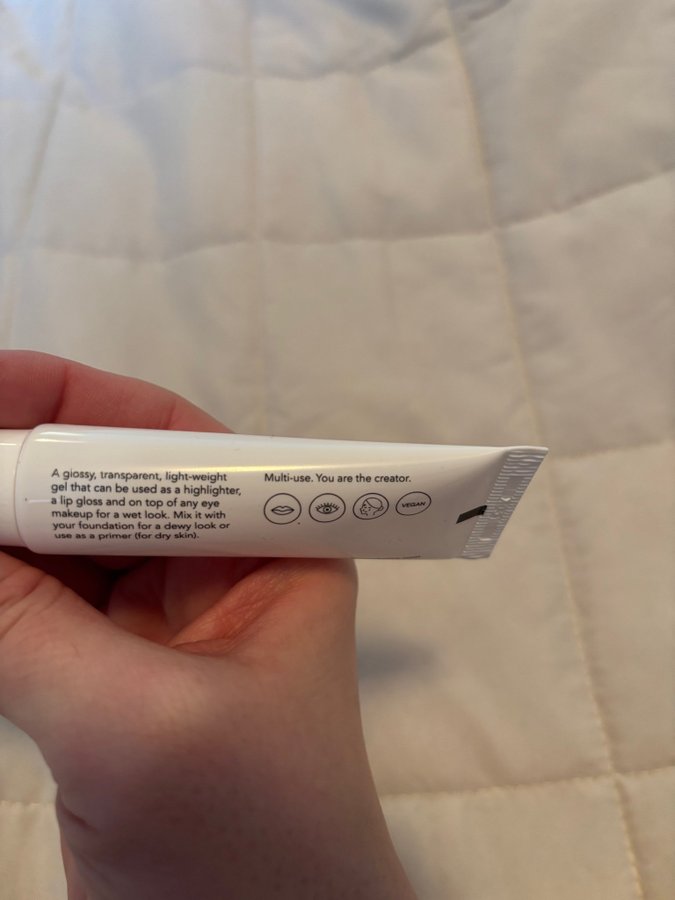 A glossy, transparent, light-weight
gel that can be used as a highlighter,
a lip gloss and on top of any eye
makeup for a wet look. Mix it with
your foundation for a dewy look or
use as a primer (for dry skin).
Multi-use. You are the creator.
VEGAN